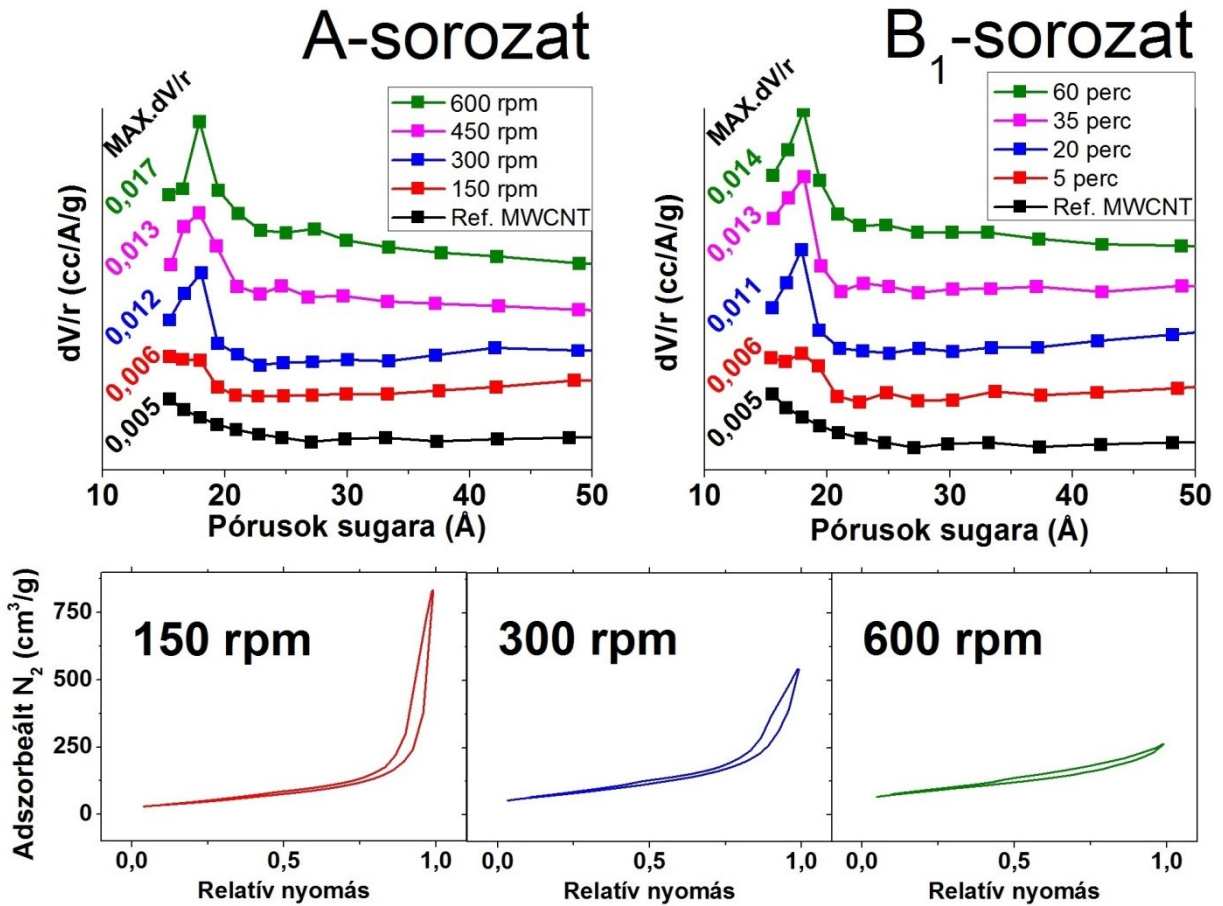 A-sorozat
MAX.dV/r
600 rpm
450 rpm
300 rpm
150 rpm
Ref. MWCNT
0,017
0,013
0,012
0,006
0,005
dV/r (cc/A/g)
10 20 30 40 50
Pórusok sugara (Å)
B1-sorozat
MAX.dV/r
60 perc
35 perc
20 perc
5 perc
Ref. MWCNT
0,014
0,013
0,011
0,006
0,005
dV/r (cc/A/g)
10 20 30 40 50
Pórusok sugara (Å)
Adszorbeált N2 (cm3/g)
750
500
250
0
150 rpm
0,0 0,5 1,0
Relatív nyomás
300 rpm
0,0 0,5 1,0
Relatív nyomás
600 rpm
0,0 0,5 1,0
Relatív nyomás